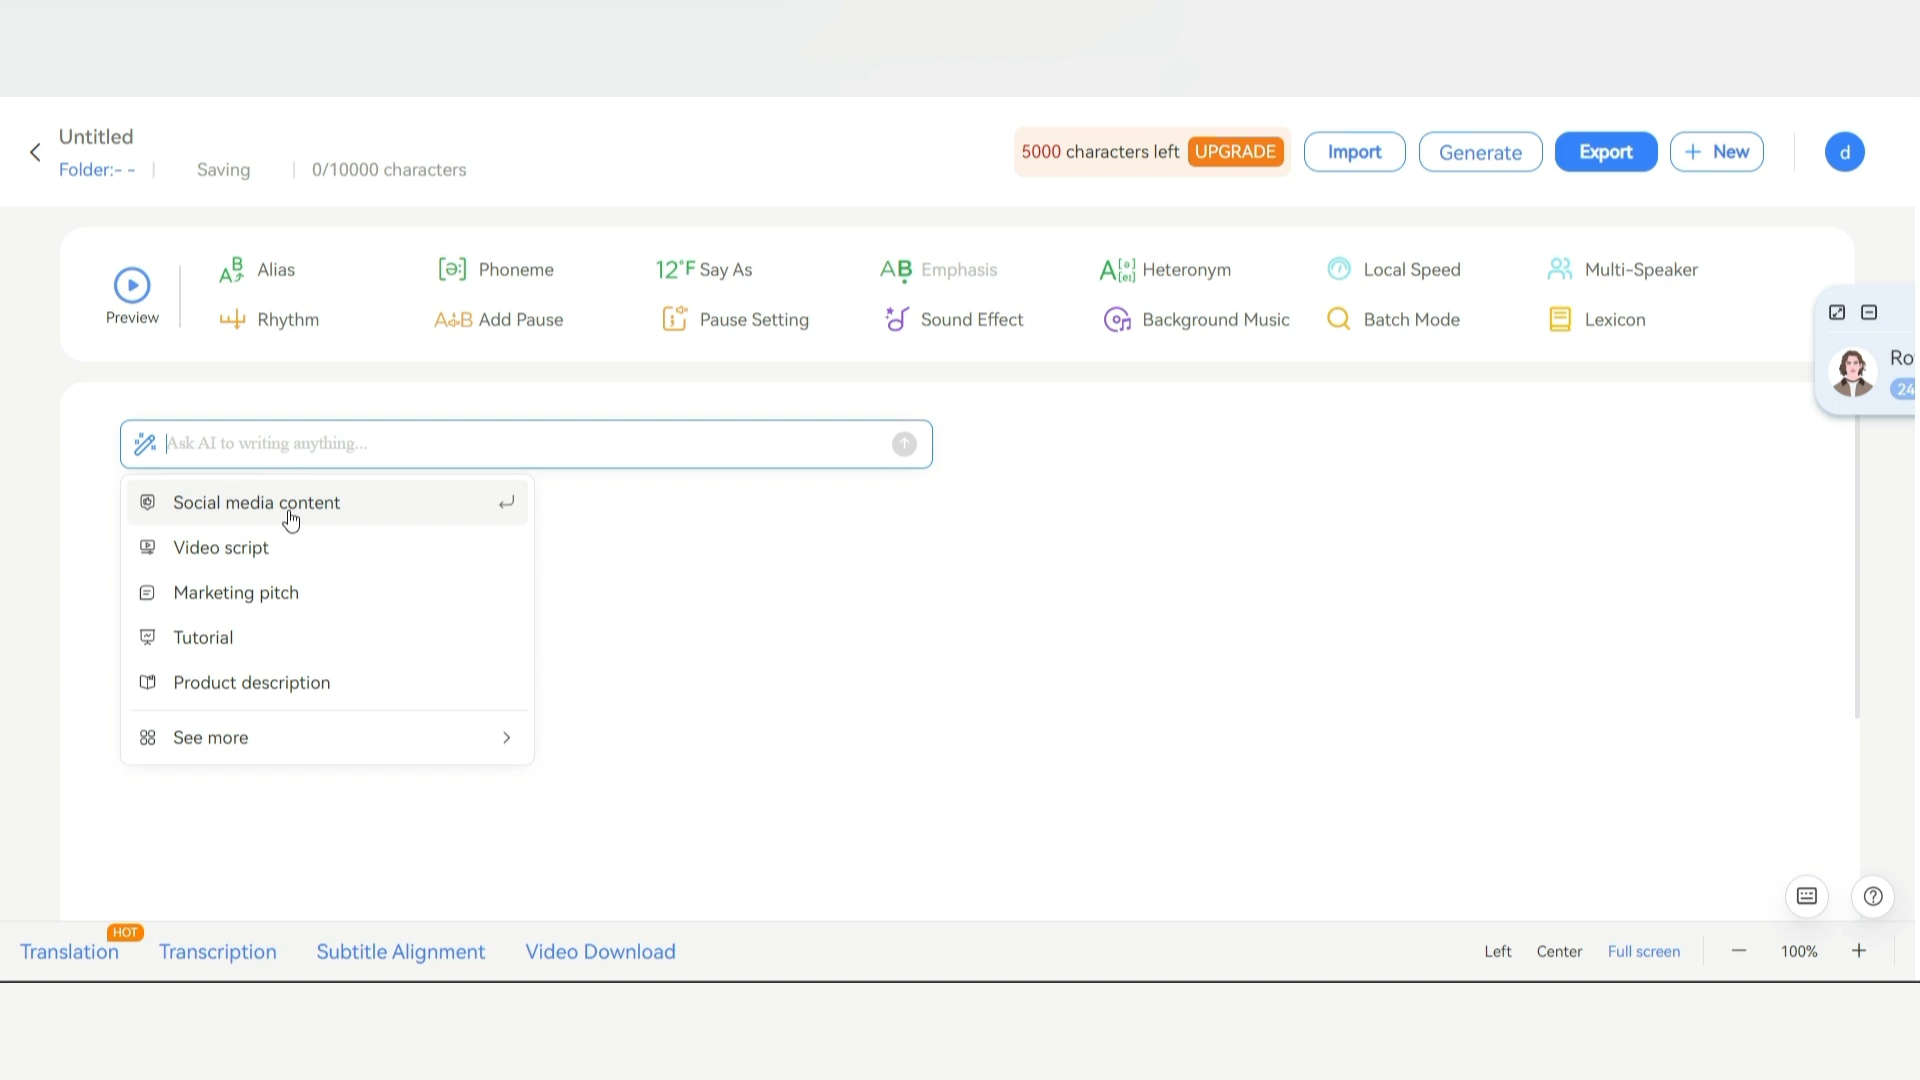 Untitled
Folder:- -
Saving
0/10000 characters
5000 characters left UPGRADE
Import
Generate
Export
+ New
d
Preview
Alias
Phoneme
12°F Say As
Emphasis
Heteronym
Local Speed
Multi-Speaker
Rhythm
Add Pause
Pause Setting
Sound Effect
Background Music
Batch Mode
Lexicon
Ro
24
Ask AI to writing anything...
Social media content
Video script
Marketing pitch
Tutorial
Product description
See more
HOT
Translation
Transcription
Subtitle Alignment
Video Download
Left
Center
Full screen
100%